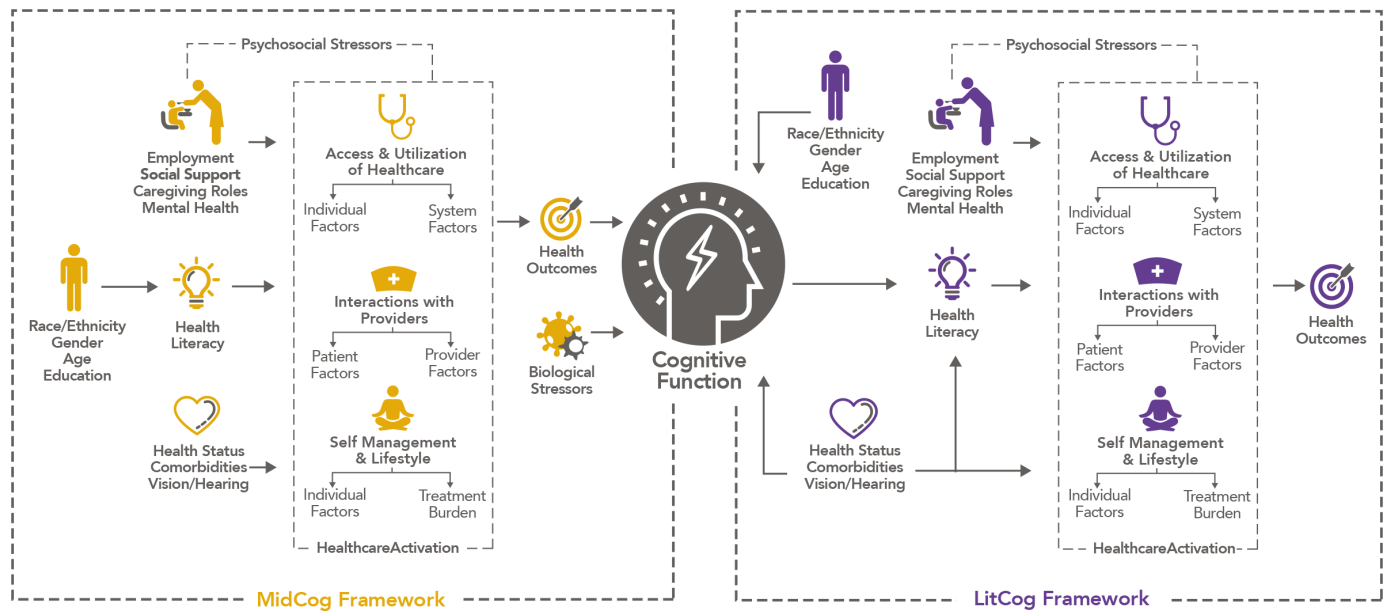 Psychosocial Stressors
Employment
Social Support
Caregiving Roles
Mental Health
Access & Utilization
of Healthcare
Individual
Factors
System
Factors
Race/Ethnicity
Gender
Age
Education
Health
Literacy
Interactions with
Providers
Patient
Factors
Provider
Factors
Health Status
Comorbidities
Vision/Hearing
Self Management
& Lifestyle
Individual
Factors
Treatment
Burden
HealthcareActivation
Health
Outcomes
Biological
Stressors
MidCog Framework
Cognitive
Function
Psychosocial Stressors
Race/Ethnicity
Gender
Age
Education
Employment
Social Support
Caregiving Roles
Mental Health
Access & Utilization
of Healthcare
Individual
Factors
System
Factors
Health
Literacy
Interactions with
Providers
Patient
Factors
Provider
Factors
Health Status
Comorbidities
Vision/Hearing
Self Management
& Lifestyle
Individual
Factors
Treatment
Burden
HealthcareActivation
Health
Outcomes
LitCog Framework